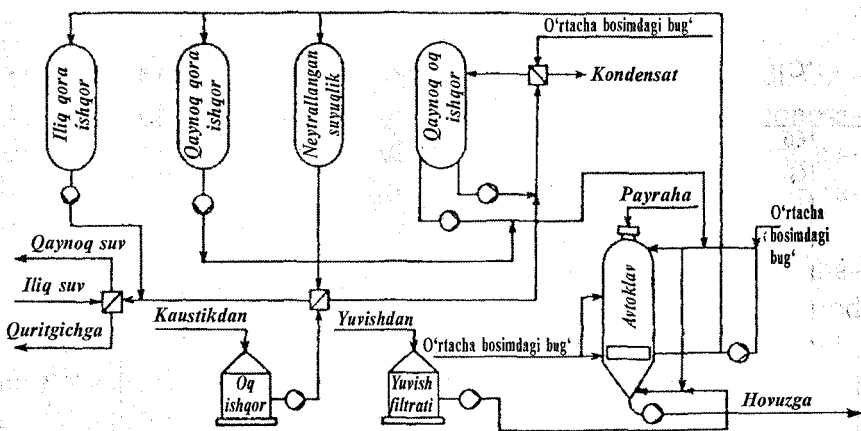 O‘rtacha bosimdagi bug‘
Iliq qora
ishqor
Qaynoq qora
ishqor
Neytrallangan
suyuqlik
Qaynoq oq
ishqor
Kondensat
Payraha
O‘rtacha
bosimdagi
bug‘
Qaynoq suv
Iliq suv
Quritgichga
Kaustikdan
Yuvishdan
O‘rtacha bosimdagi bug‘
Avtoklav
Oq
ishqor
Yuvish
filtrati
Hovuzga